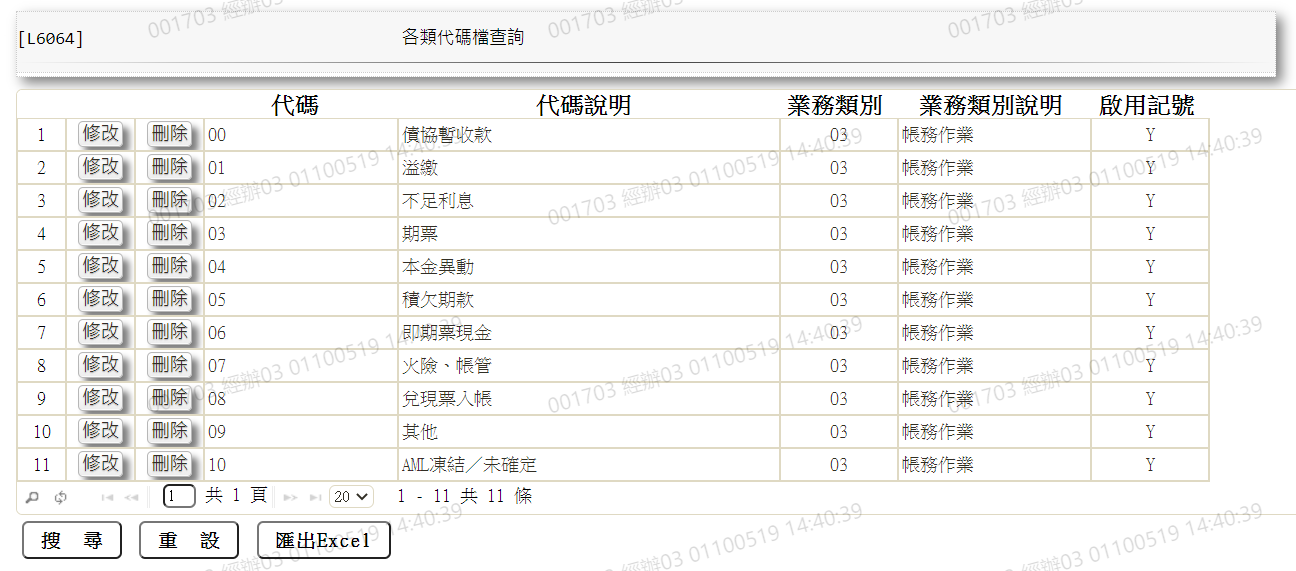 [L6064] 各類代碼檔查詢
代碼 代碼說明 業務類別 業務類別說明 啟用記號
1 修改 刪除 00 債協暫收款 03 帳務作業 Y
2 修改 刪除 01 溢繳 03 帳務作業 Y
3 修改 刪除 02 不足利息 03 帳務作業 Y
4 修改 刪除 03 期票 03 帳務作業 Y
5 修改 刪除 04 本金異動 03 帳務作業 Y
6 修改 刪除 05 積欠期款 03 帳務作業 Y
7 修改 刪除 06 即期票現金 03 帳務作業 Y
8 修改 刪除 07 火險、帳管 03 帳務作業 Y
9 修改 刪除 08 兌現票入帳 03 帳務作業 Y
10 修改 刪除 09 其他 03 帳務作業 Y
11 修改 刪除 10 AML凍結／未確定 03 帳務作業 Y
1 共 1 頁 20 1 - 11 共 11 條
搜 尋 重 設 匯出Excel
001703 經辦03 01100519 14:40:39